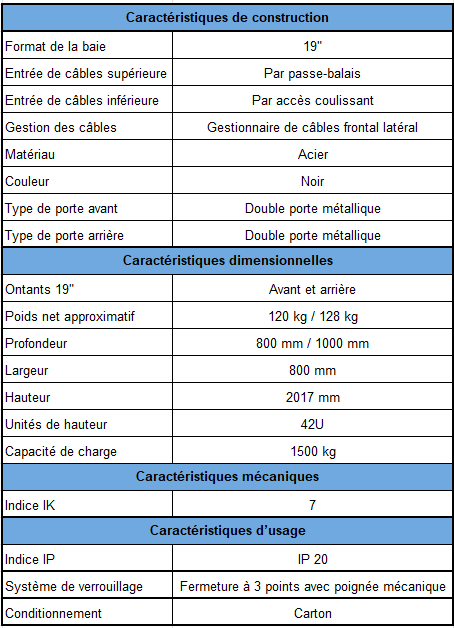 Caractéristiques de construction
Format de la baie 19"
Entrée de câbles supérieure Par passe-balais
Entrée de câbles inférieure Par accès coulissant
Gestion des câbles Gestionnaire de câbles frontal latéral
Matériau Acier
Couleur Noir
Type de porte avant Double porte métallique
Type de porte arrière Double porte métallique
Caractéristiques dimensionnelles
Ontants 19" Avant et arrière
Poids net approximatif 120 kg / 128 kg
Profondeur 800 mm / 1000 mm
Largeur 800 mm
Hauteur 2017 mm
Unités de hauteur 42U
Capacité de charge 1500 kg
Caractéristiques mécaniques
Indice IK 7
Caractéristiques d’usage
Indice IP IP 20
Système de verrouillage Fermeture à 3 points avec poignée mécanique
Conditionnement Carton